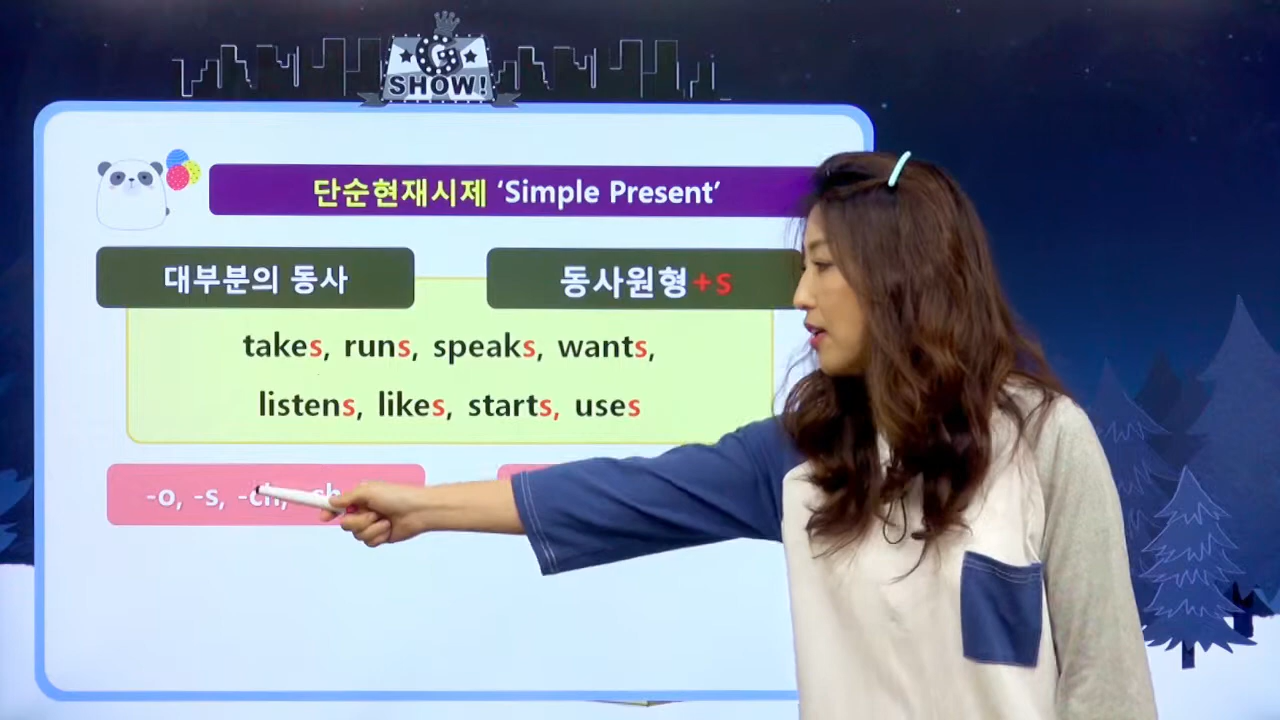 G
SHOW!
단순현재시제 ‘Simple Present’
대부분의 동사
동사원형+s
takes, runs, speaks, wants,
listens, likes, starts, uses
-o, -s, -ch,